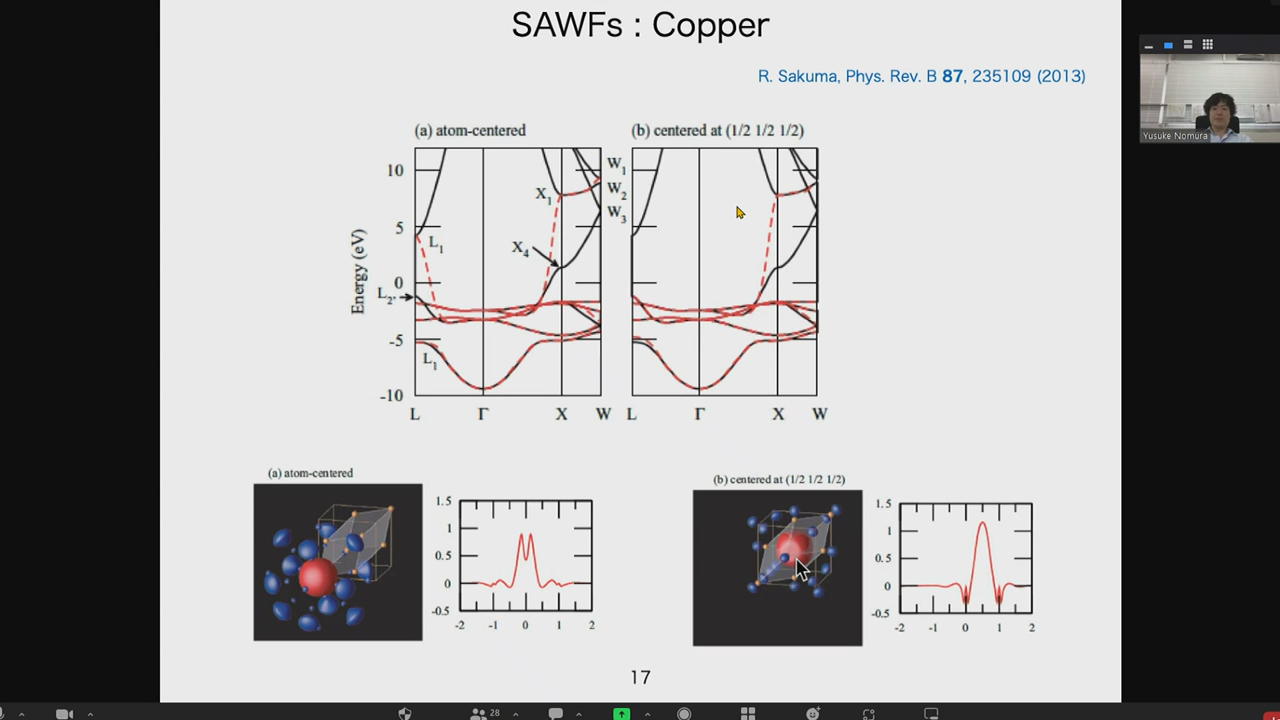 SAWFs : Copper
R. Sakuma, Phys. Rev. B 87, 235109 (2013)
Yusuke Nomura
(a) atom-centered
(b) centered at (1/2 1/2 1/2)
Energy (eV)
10
5
0
-5
-10
L1
L2'
L1
X1
X4
W1
W2
W3
L Γ X W
L Γ X W
(a) atom-centered
1.5
1
0.5
0
-0.5
-2 -1 0 1 2
(b) centered at (1/2 1/2 1/2)
1.5
1
0.5
0
-0.5
-2 -1 0 1 2
17
28